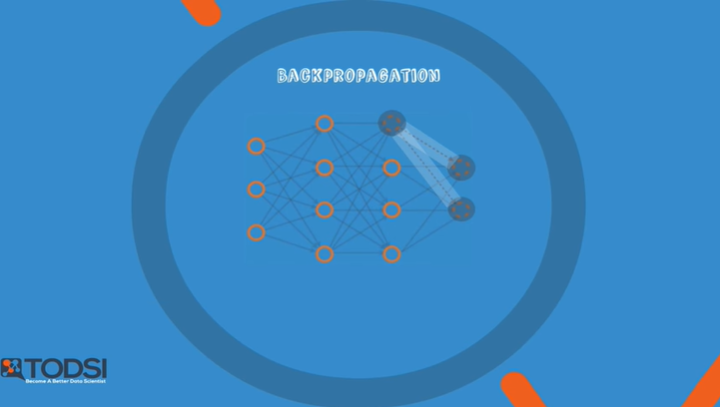 BACKPROPAGATION
TODSI
Become A Better Data Scientist